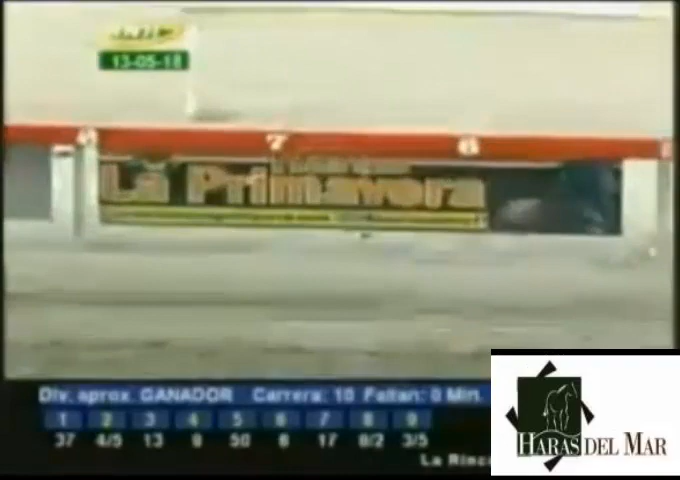 13-05-18
7 6
La Primavera
Div. aprox. GANADOR Carrera: 10 Faltan: 0 Min.
1 2 3 4 5 6 7 8 9
37 4/5 13 9 50 6 17 8/2 3/5
HARAS DEL MAR